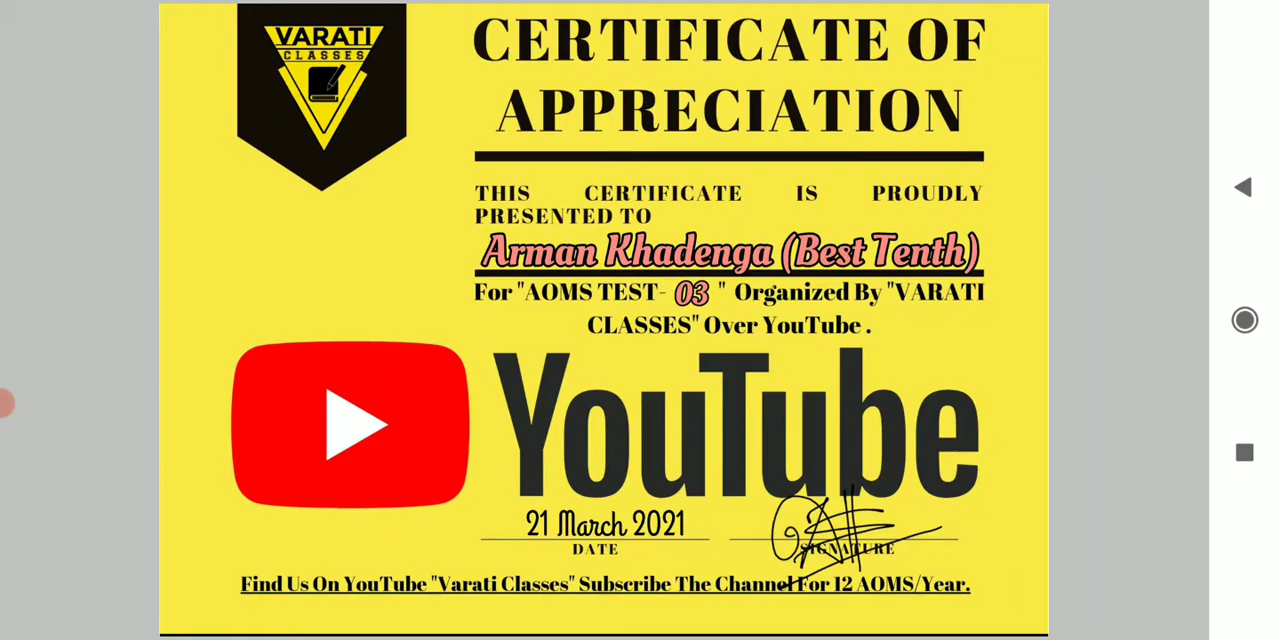 VARATI
CLASSES
CERTIFICATE OF
APPRECIATION
THIS CERTIFICATE IS PROUDLY
PRESENTED TO
Arman Khadenga (Best Tenth)
For "AOMS TEST- 03 " Organized By "VARATI
CLASSES" Over YouTube .
YouTube
21 March 2021
DATE
SIGNATURE
Find Us On YouTube "Varati Classes" Subscribe The Channel For 12 AOMS/Year.